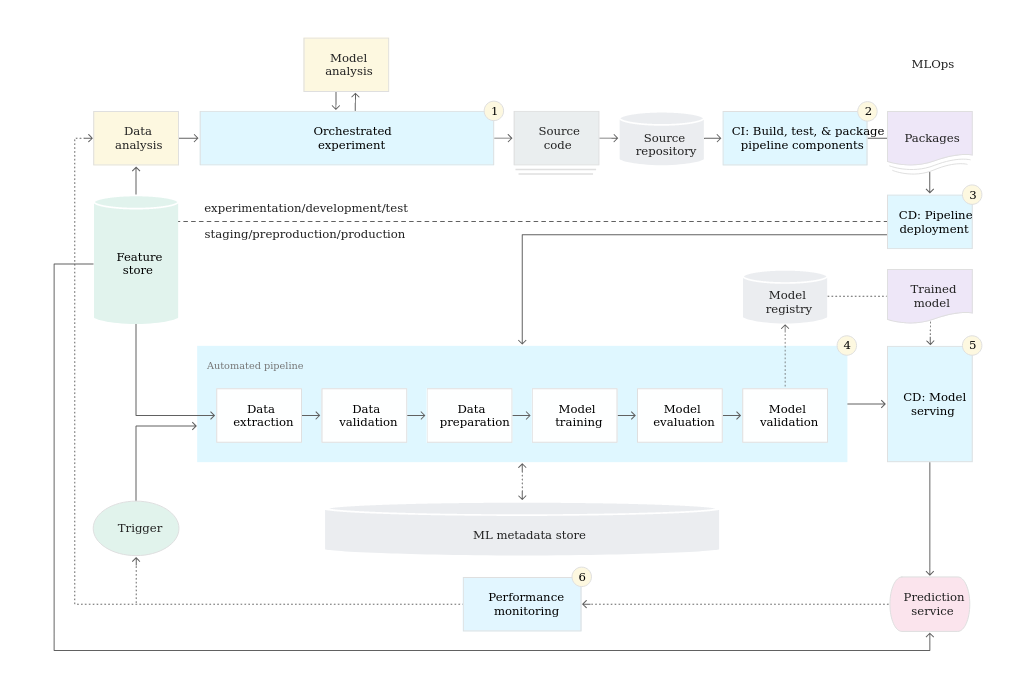 Model
analysis
MLOps
1
2
Data
analysis
Orchestrated
experiment
Source
code
Source
repository
CI: Build, test, & package
pipeline components
Packages
3
experimentation/development/test
CD: Pipeline
deployment
staging/preproduction/production
Feature
store
Model
registry
Trained
model
4
5
Automated pipeline
Data
extraction
Data
validation
Data
preparation
Model
training
Model
evaluation
Model
validation
CD: Model
serving
Trigger
ML metadata store
6
Performance
monitoring
Prediction
service